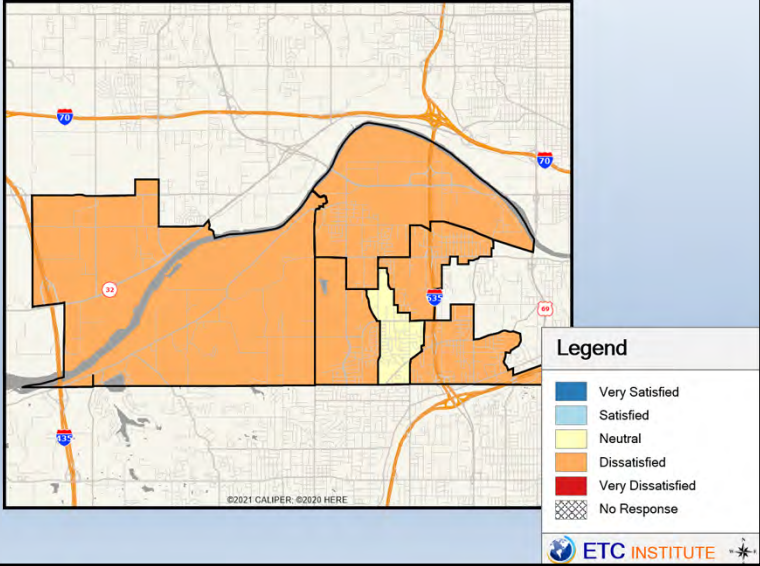 70
70
32
635
69
435
©2021 CALIPER; ©2020 HERE
Legend
Very Satisfied
Satisfied
Neutral
Dissatisfied
Very Dissatisfied
No Response
ETC INSTITUTE